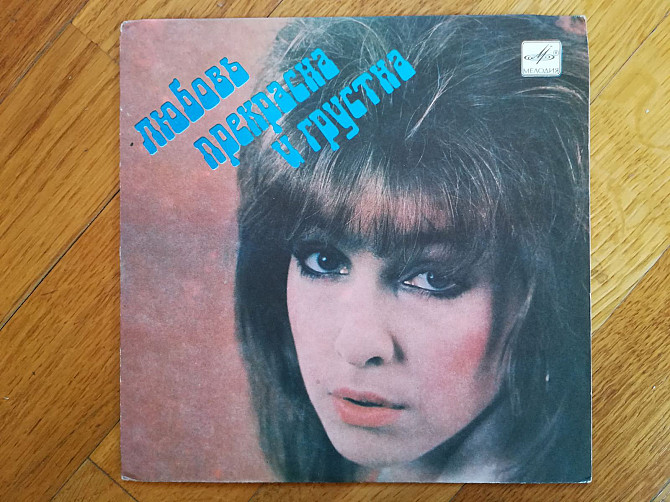 Любовь
прекрасна
и грустна
МЕЛОДИЯ